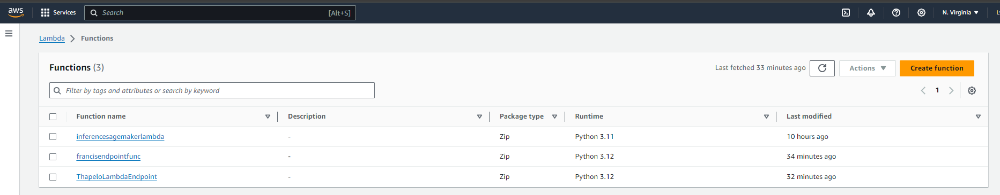 aws Services Search [Alt+S] N. Virginia
Lambda Functions
Functions (3) Last fetched 33 minutes ago Actions Create function
Filter by tags and attributes or search by keyword 1
Function name Description Package type Runtime Last modified
inferencesagemakerlambda - Zip Python 3.11 10 hours ago
francisendpointfunc - Zip Python 3.12 34 minutes ago
ThapeloLambdaEndpoint - Zip Python 3.12 32 minutes ago